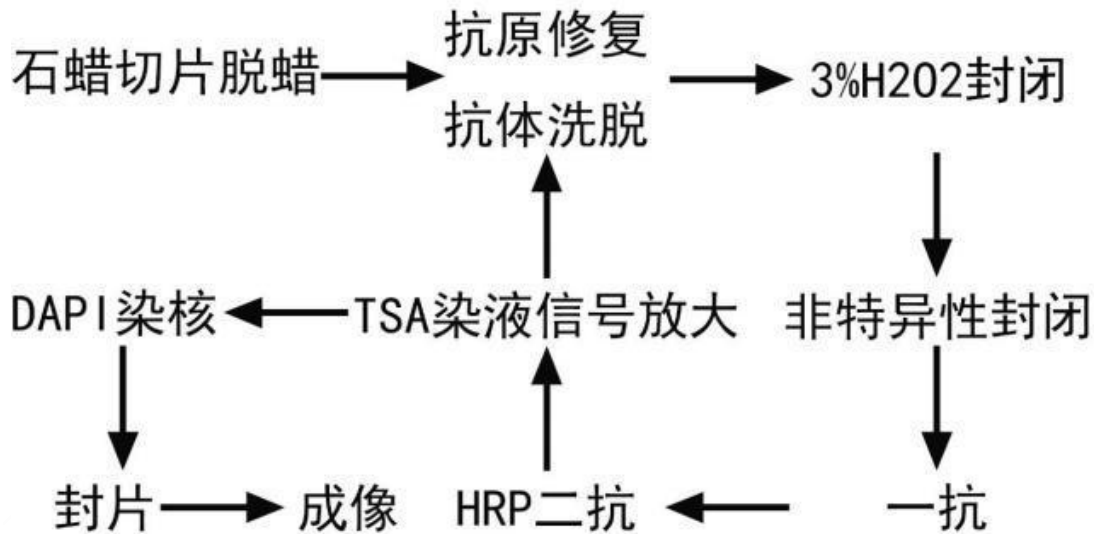 石蜡切片脱蜡
抗原修复
抗体洗脱
3%H2O2封闭
DAPI染核
TSA染液信号放大
非特异性封闭
封片
成像
HRP二抗
一抗